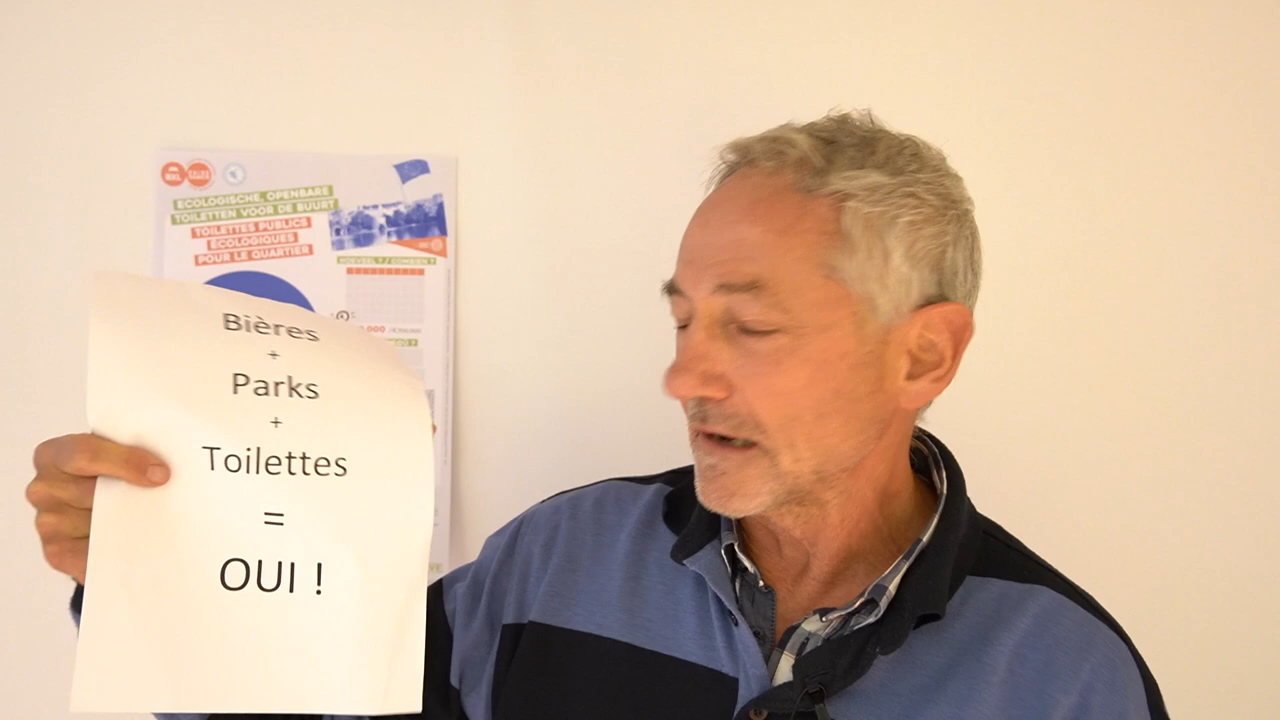 ECOLOGISCHE, OPENBARE
TOILETTEN VOOR DE BUURT
TOILETTES PUBLICS
ÉCOLOGIQUES
POUR LE QUARTIER
HOEVEEL ? / COMBIEN ?
Bières
+
Parks
+
Toilettes
=
OUI !